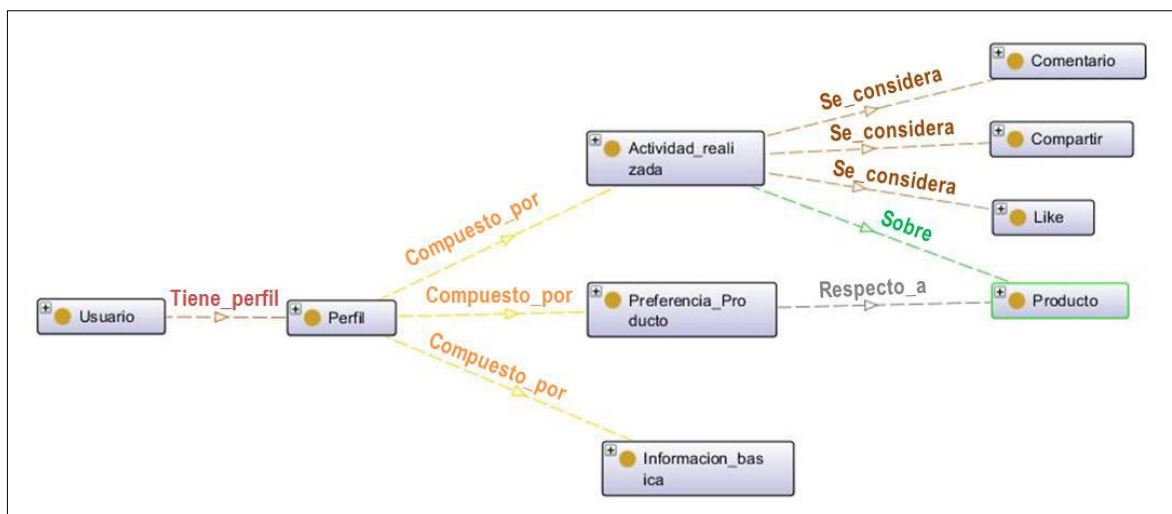 Comentario
Se_considera
Se_considera
Compartir
Actividad_reali
zada
Se_considera
Like
Compuesto_por
Sobre
Tiene_perfil
Compuesto_por
Respecto_a
Usuario
Perfil
Preferencia_Pro
ducto
Producto
Compuesto_por
Informacion_bas
ica